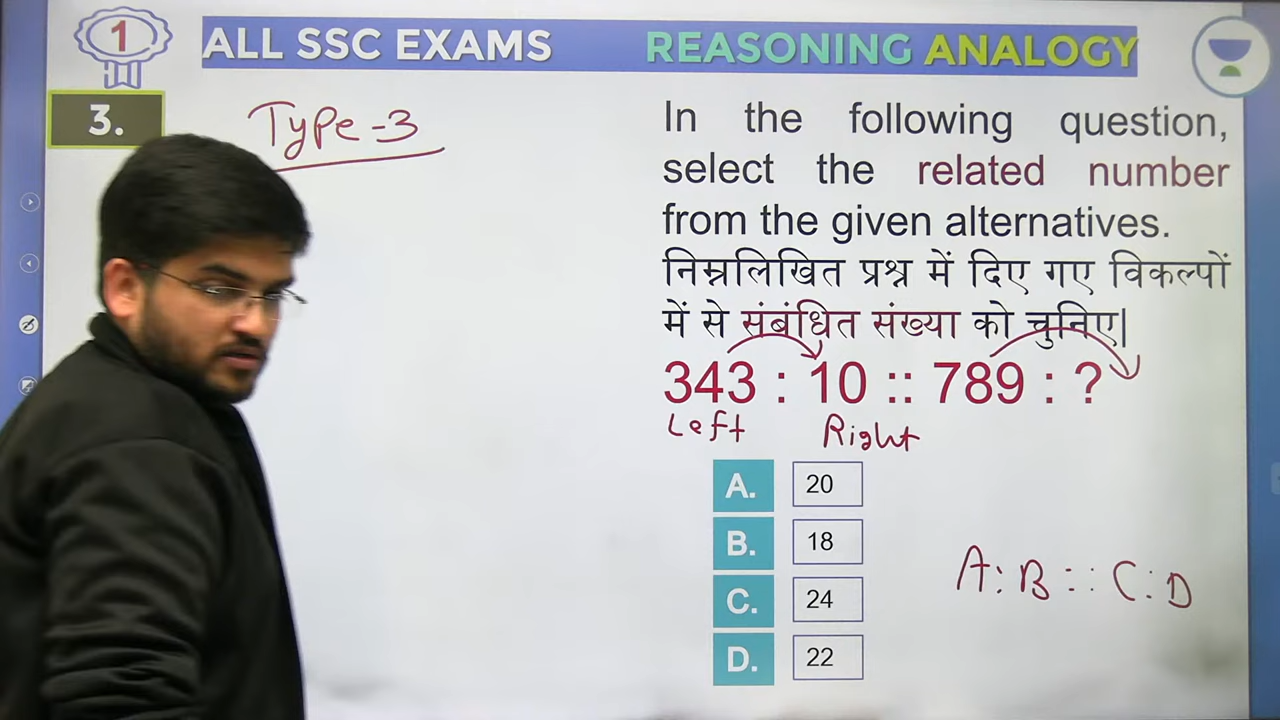 1
ALL SSC EXAMS
REASONING ANALOGY
3.
Type-3
In the following question,
select the related number
from the given alternatives.
निम्नलिखित प्रश्न में दिए गए विकल्पों
में से संबंधित संख्या को चुनिए|
343 : 10 :: 789 : ?
Left Right
A. 20
B. 18
C. 24
D. 22
A:B::C:D